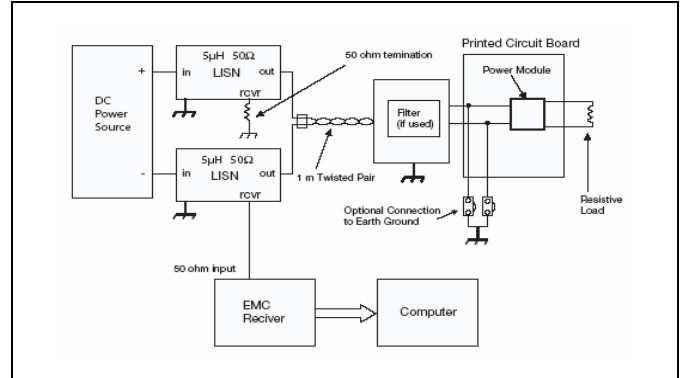 Printed Circuit Board
5µH 50Ω
LISN
in
out
rcvr
50 ohm temination
Power Module
+
DC
Power
Source
-
Filter
(if used)
5µH 50Ω
LISN
in
out
rcvr
1 m Twisted Pair
Optional Connection
to Earth Ground
Resistive
Load
50 ohm input
EMC
Reciver
Computer